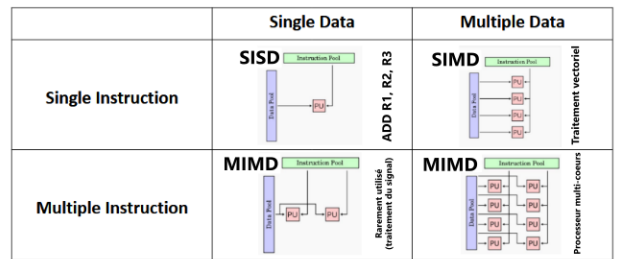 Single Data
Multiple Data
Single Instruction
SISD
Instruction Pool
Data Pool
PU
ADD R1, R2, R3
SIMD
Instruction Pool
Data Pool
PU
PU
PU
PU
Traitement vectoriel
Multiple Instruction
MIMD
Instruction Pool
Data Pool
PU
PU
Rarement utilisé
(traitement du signal)
MIMD
Instruction Pool
Data Pool
PU
PU
PU
PU
PU
PU
PU
PU
Processeur multi-coeurs